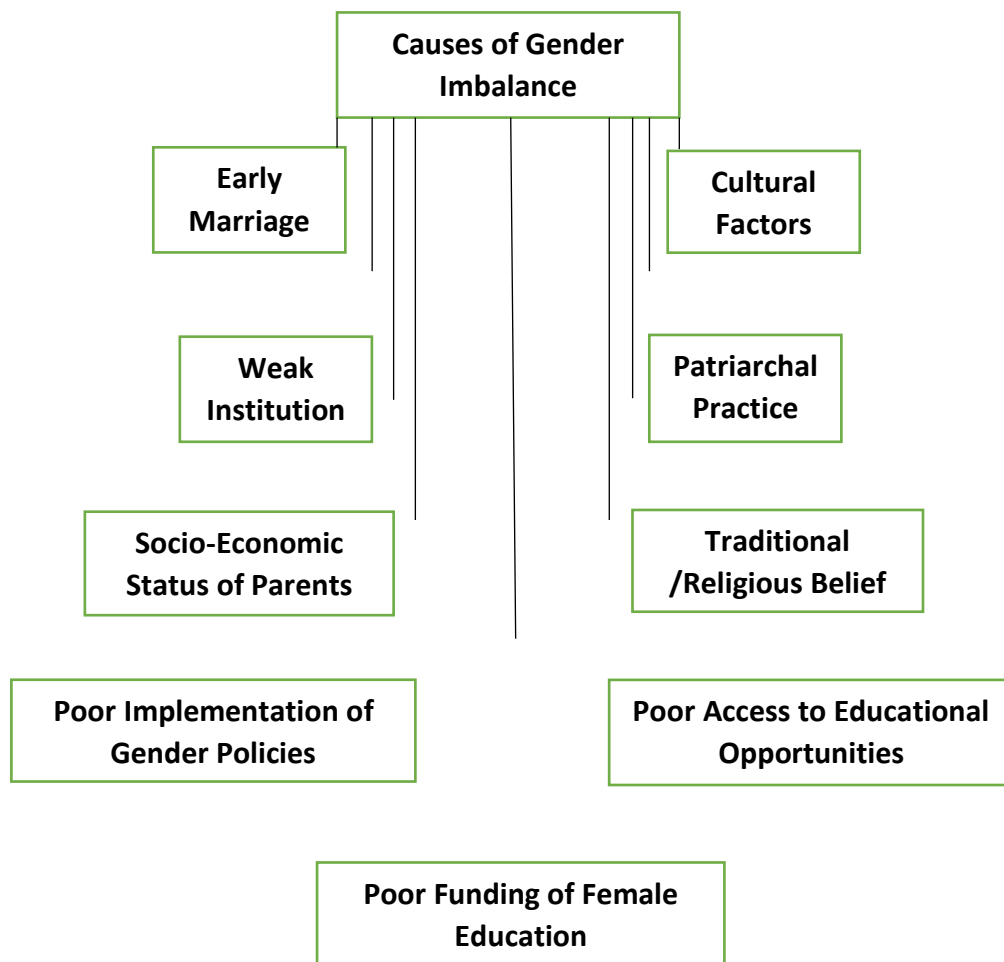 Causes of Gender
Imbalance
Early
Marriage
Cultural
Factors
Weak
Institution
Patriarchal
Practice
Socio-Economic
Status of Parents
Traditional
/Religious Belief
Poor Implementation of
Gender Policies
Poor Access to Educational
Opportunities
Poor Funding of Female
Education